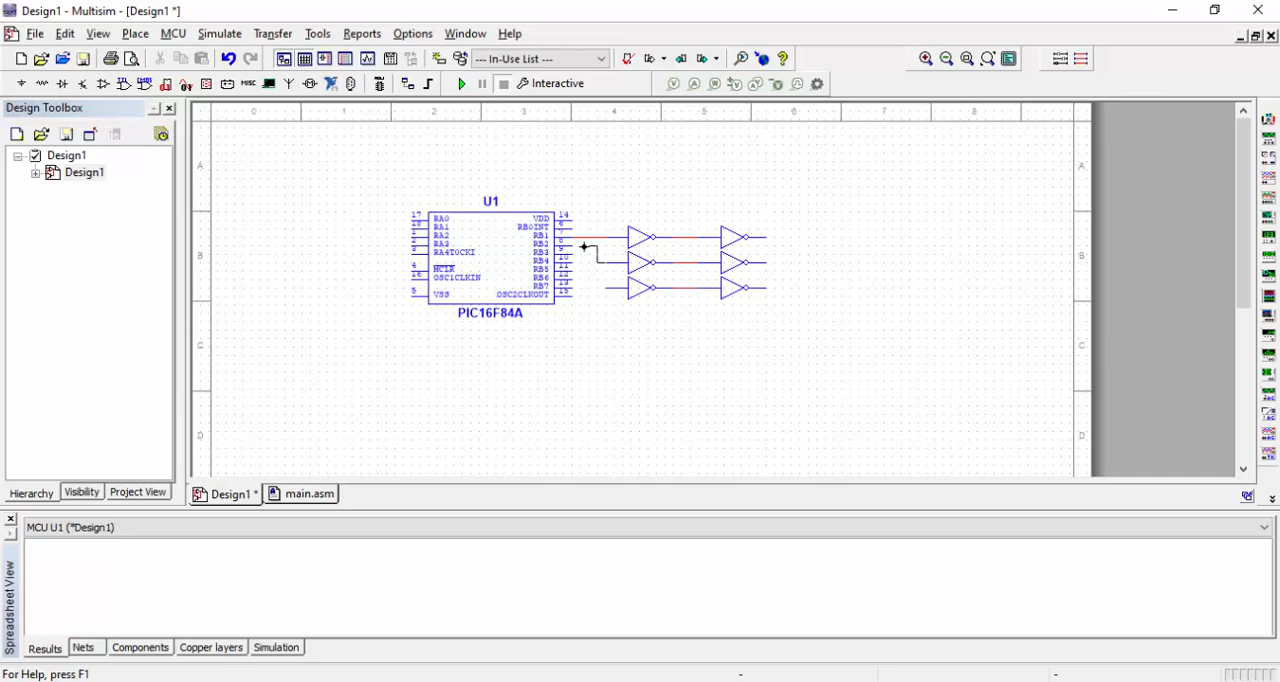 Design1 - Multisim - [Design1 *]
File Edit View Place MCU Simulate Transfer Tools Reports Options Window Help
--- In-Use List ---
Interactive
Design Toolbox
Design1
Design1
Hierarchy Visibility Project View
0 1 2 3 4 5 6 7 8
A A
B B
C C
D D
U1
17 RA0 VDD 14
18 RA1 RB0INT 6
1 RA2 RB1 7
2 RA3 RB2 8
3 RA4T0CKI RB3 9
RB4 10
4 MCLR RB5 11
16 OSC1CLKIN RB6 12
RB7 13
5 VSS OSC2CLKOUT 15
PIC16F84A
Design1 * main.asm
MCU U1 (*Design1)
Spreadsheet View
Results Nets Components Copper layers Simulation
For Help, press F1
- -